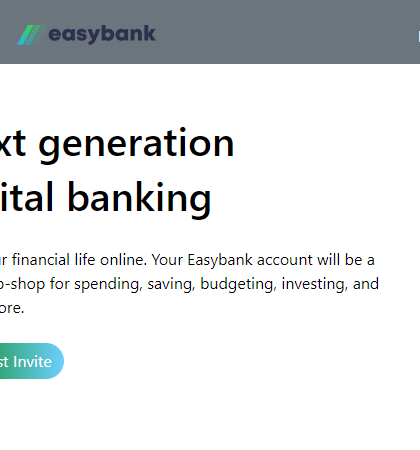 easybank
xt generation
ital banking
r financial life online. Your Easybank account will be a
p-shop for spending, saving, budgeting, investing, and
ore.
st Invite